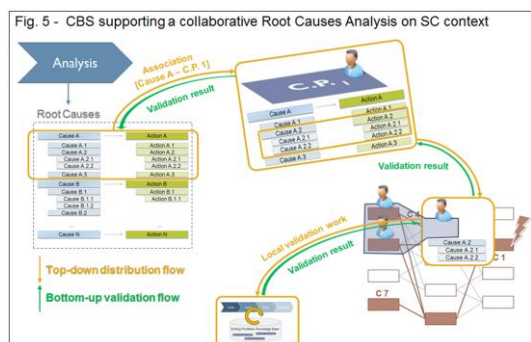 Fig. 5 - CBS supporting a collaborative Root Causes Analysis on SC context
Analysis
Association
[Cause A – C.P. 1]
Validation result
C.P. 1
Root Causes
Cause A
Action A
Cause A.1
Action A.1
Cause A.2
Action A.2
Cause A.2.1
Action A.2.1
Cause A.2.2
Action A.2.2
Cause A.3
Action A.3
Cause B
Action B
Cause B.1
Action B.1
Cause B.1.1
Action B.1.1
Cause B.1.2
Cause B.2
...
Cause N
Action N
Cause A
Action A
Cause A.1
Action A.1
Cause A.2
Action A.2
Cause A.2.1
Action A.2.1
Cause A.2.2
Action A.2.2
Cause A.3
Action A.3
Validation result
Top-down distribution flow
Bottom-up validation flow
Local validation work
Validation result
C 4
Cause A.2
Cause A.2.1
Cause A.2.2
C 1
C 7
C